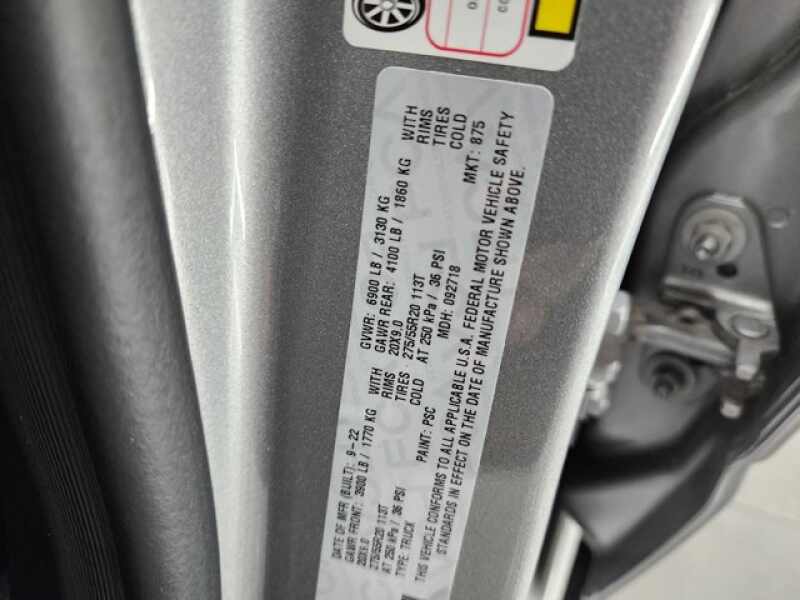 DATE OF MFR (BUILT): 9-22 GVWR: 6900 LB / 3130 KG
GAWR FRONT: 3900 LB / 1770 KG WITH GAWR REAR: 4100 LB / 1860 KG WITH
20X9.0 RIMS 20X9.0 RIMS
275/55R20 113T TIRES 275/55R20 113T TIRES
AT 250 kPa / 36 PSI COLD AT 250 kPa / 36 PSI COLD
TYPE: TRUCK PAINT: PSC MDH: 092718 MKT: 875
THIS VEHICLE CONFORMS TO ALL APPLICABLE U.S.A. FEDERAL MOTOR VEHICLE SAFETY
STANDARDS IN EFFECT ON THE DATE OF MANUFACTURE SHOWN ABOVE.